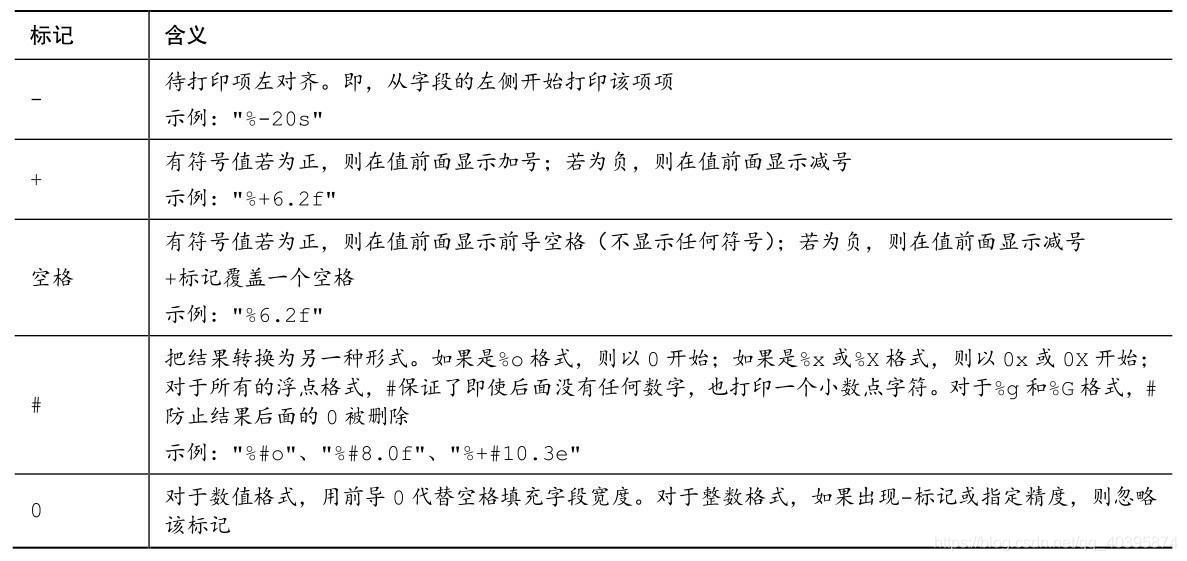 标记 含义
- 待打印项左对齐。即，从字段的左侧开始打印该项项
示例："%-20s"
+ 有符号值若为正，则在值前面显示加号；若为负，则在值前面显示减号
示例："%+6.2f"
空格 有符号值若为正，则在值前面显示前导空格（不显示任何符号）；若为负，则在值前面显示减号
+标记覆盖一个空格
示例："%6.2f"
# 把结果转换为另一种形式。如果是%o 格式，则以 0 开始；如果是%x 或%X 格式，则以 0x 或 0X 开始；
对于所有的浮点格式，#保证了即使后面没有任何数字，也打印一个小数点字符。对于%g 和%G 格式，#
防止结果后面的 0 被删除
示例："%#o"、"%#8.0f"、"%+#10.3e"
0 对于数值格式，用前导 0 代替空格填充字段宽度。对于整数格式，如果出现-标记或指定精度，则忽略
该标记
https://blog.csdn.net/qq_40395874